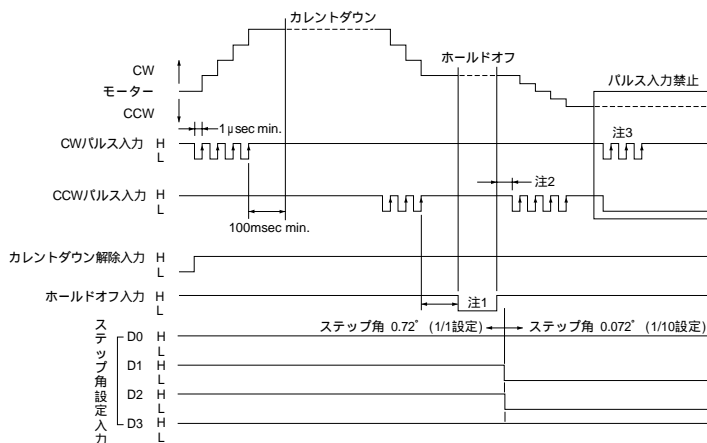 カレントダウン
ホールドオフ
パルス入力禁止
CW
モーター
CCW
1μsec min.
CWパルス入力 H
L
注3
CCWパルス入力 H
L
注2
100msec min.
カレントダウン解除入力 H
L
ホールドオフ入力 H
L
注1
ステップ角 0.72° (1/1設定)
ステップ角 0.072° (1/10設定)
ステップ角設定入力
D0 H
L
D1 H
L
D2 H
L
D3 H
L